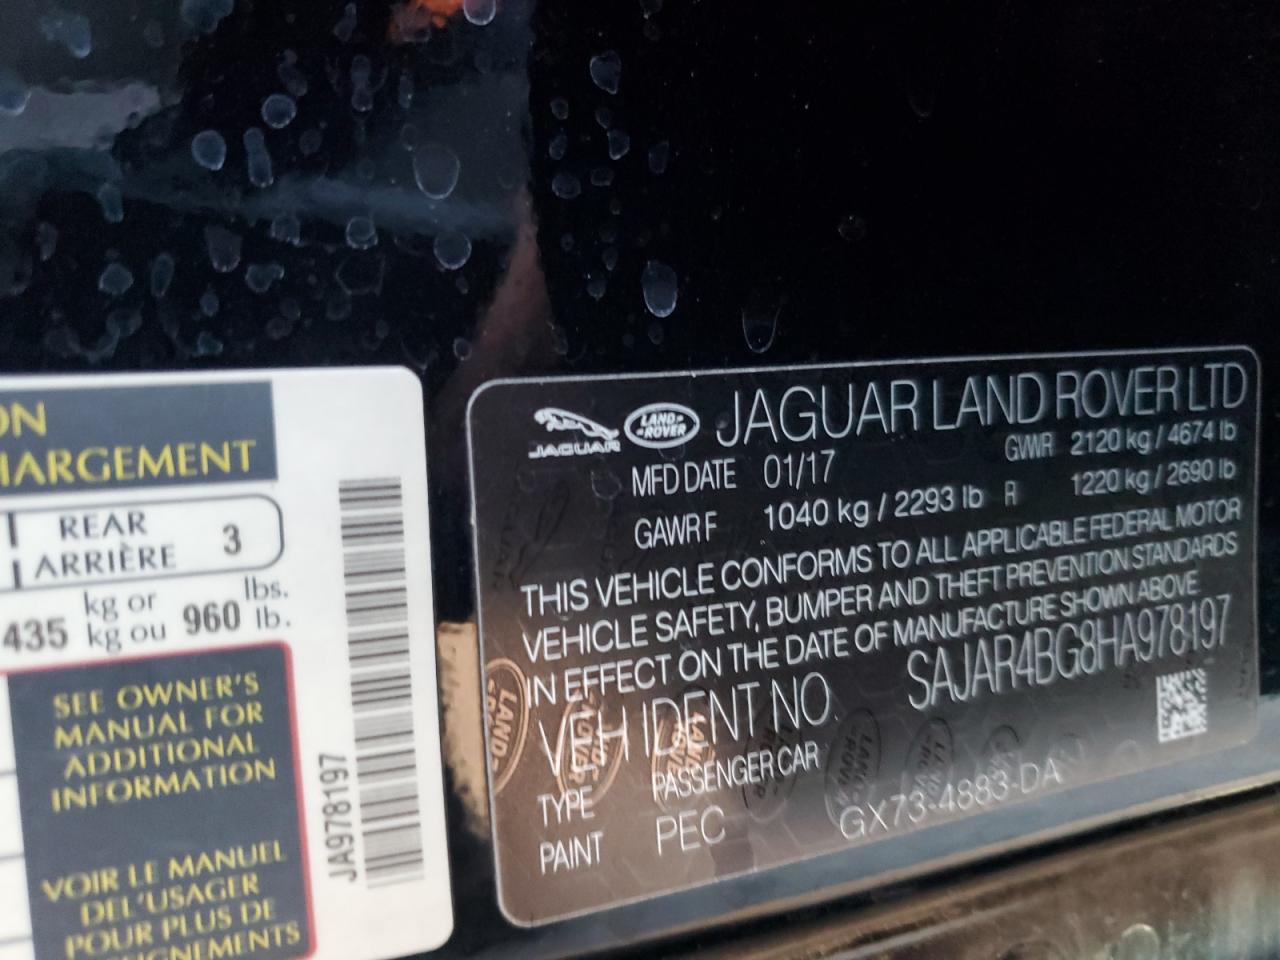 ON
HARGEMENT
REAR
ARRIÈRE
3
435 kg or 960 lbs.
kg ou lb.
SEE OWNER'S
MANUAL FOR
ADDITIONAL
INFORMATION
VOIR LE MANUEL
DEL'USAGER
POUR PLUS DE
IGNEMENTS
JA978197
JAGUAR
LAND-
-ROVER
JAGUAR LAND ROVER LTD
MFD DATE 01/17 GWR 2120 kg / 4674 lb
GAWR F 1040 kg / 2293 lb R 1220 kg / 2690 lb
THIS VEHICLE CONFORMS TO ALL APPLICABLE FEDERAL MOTOR
VEHICLE SAFETY, BUMPER AND THEFT PREVENTION STANDARDS
IN EFFECT ON THE DATE OF MANUFACTURE SHOWN ABOVE
VEH IDENT NO. SAJAR4BG8HA978197
TYPE PASSENGER CAR
PAINT PEC GX73-4883-DA